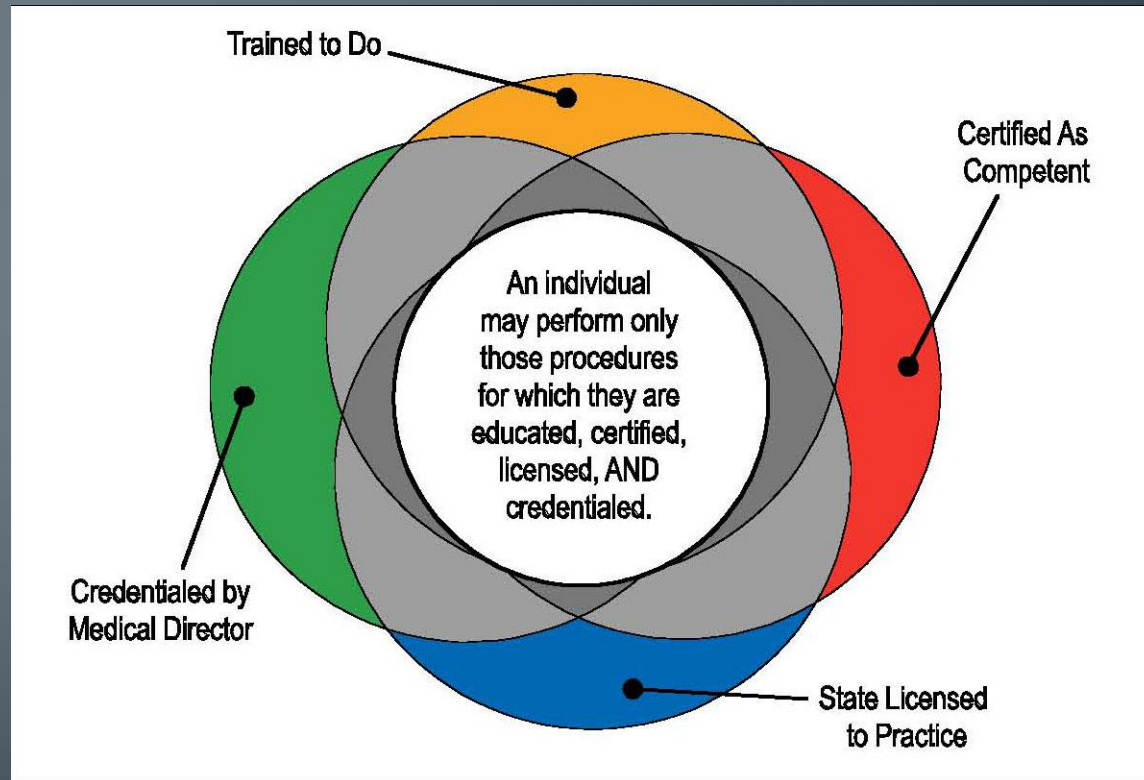 Trained to Do
Certified As
Competent
An individual
may perform only
those procedures
for which they are
educated, certified,
licensed, AND
credentialed.
Credentialed by
Medical Director
State Licensed
to Practice